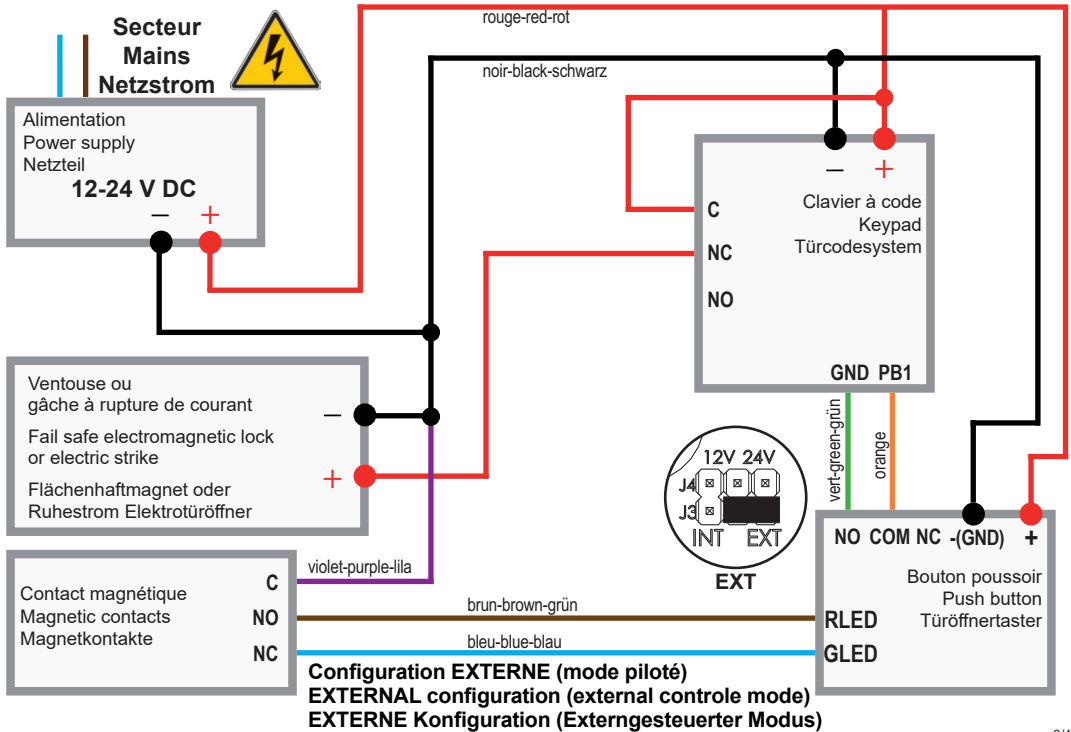 Secteur
Mains
Netzstrom
Alimentation
Power supply
Netzteil
12-24 V DC
– +
rouge-red-rot
noir-black-schwarz
– +
Clavier à code
Keypad
Türcodesystem
C
NC
NO
GND PB1
Ventouse ou
gâche à rupture de courant
Fail safe electromagnetic lock
or electric strike
Flächenhaftmagnet oder
Ruhestrom Elektrotüröffner
–
+
12V 24V
J4
J3
INT EXT
EXT
vert-green-grün
orange
NO COM NC -(GND) +
Bouton poussoir
Push button
Türöffnertaster
RLED
GLED
Contact magnétique
Magnetic contacts
Magnetkontakte
C
NO
NC
violet-purple-lila
brun-brown-grün
bleu-blue-blau
Configuration EXTERNE (mode piloté)
EXTERNAL configuration (external controle mode)
EXTERNE Konfiguration (Externgesteuerter Modus)